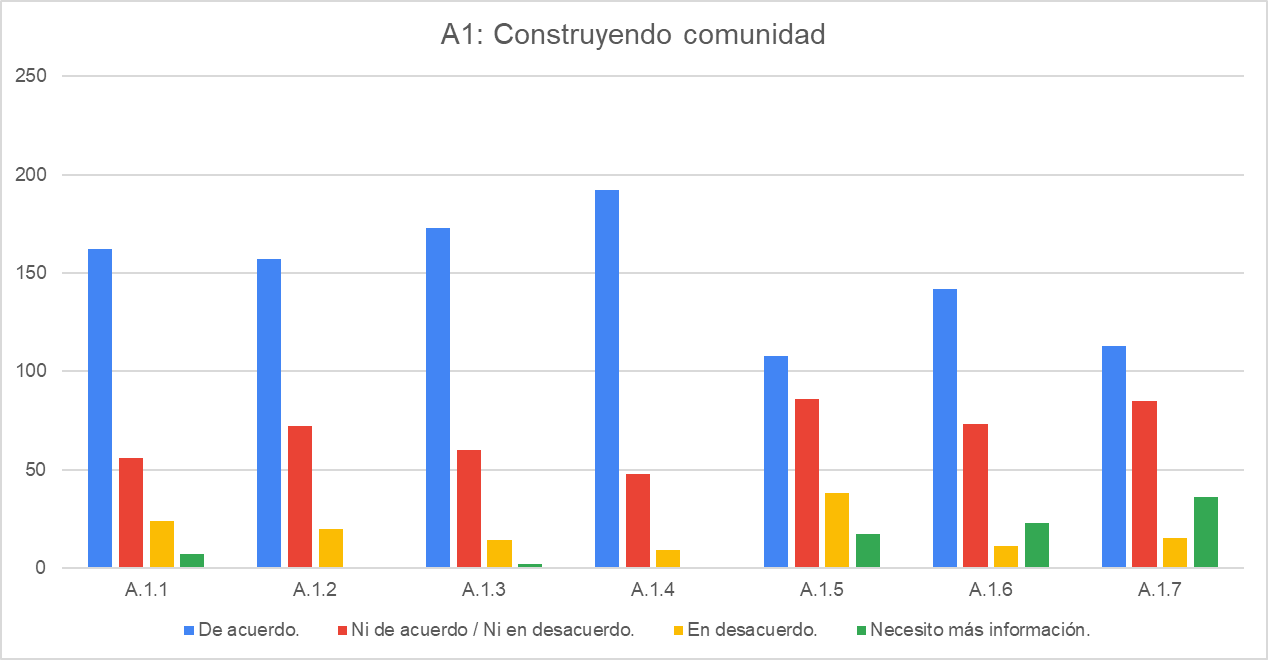 A1: Construyendo comunidad
250
200
150
100
50
0
A.1.1 A.1.2 A.1.3 A.1.4 A.1.5 A.1.6 A.1.7
De acuerdo. Ni de acuerdo / Ni en desacuerdo. En desacuerdo. Necesito más información.